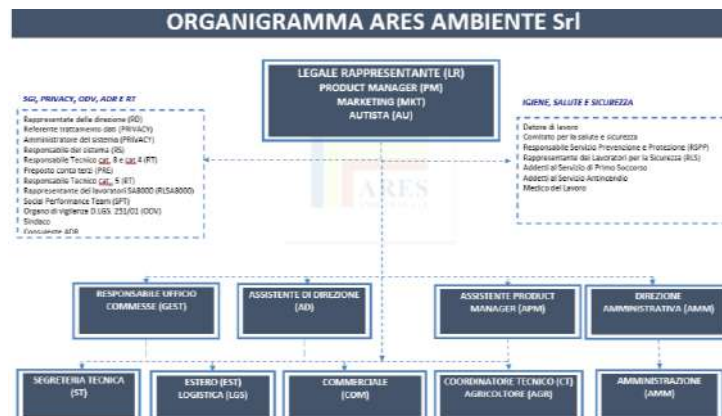 ORGANIGRAMMA ARES AMBIENTE Srl
LEGALE RAPPRESENTANTE (LR)
PRODUCT MANAGER (PM)
MARKETING (MKT)
AUTISTA (AU)
SGI, PRIVACY, ODV, ADR E RT
Rappresentate della direzione (RD)
Referente trattamento dati (PRIVACY)
Amministratore del sistema (PRIVACY)
Responsabile del sistema (RS)
Responsabile Tecnico cat. 8 e cat 4 (RT)
Preposto conto terzi (PRE)
Responsabile Tecnico cat. 5 (RT)
Rappresentante dei lavoratori SA8000 (RLSA8000)
Social Performance Team (SPT)
Organo di vigilanza D.LGS. 231/01 (ODV)
Sindaco
Consulente ADR
IGIENE, SALUTE E SICUREZZA
Datore di lavoro
Comitato per la salute e sicurezza
Responsabile Servizio Prevenzione e Protezione (RSPP)
Rappresentante dei Lavoratori per la Sicurezza (RLS)
Addetti al Servizio di Primo Soccorso
Addetti al Servizio Antincendio
Medico del Lavoro
ARES
RESPONSABILE UFFICIO
COMMESSE (GEST)
ASSISTENTE DI DIREZIONE
(AD)
ASSISTENTE PRODUCT
MANAGER (APM)
DIREZIONE
AMMINISTRATIVA (AMM)
SEGRETERIA TECNICA
(ST)
ESTERO (EST)
LOGISTICA (LGS)
COMMERCIALE
(COM)
COORDINATORE TECNICO (CT)
AGRICOLTORE (AGR)
AMMINISTRAZIONE
(AMM)